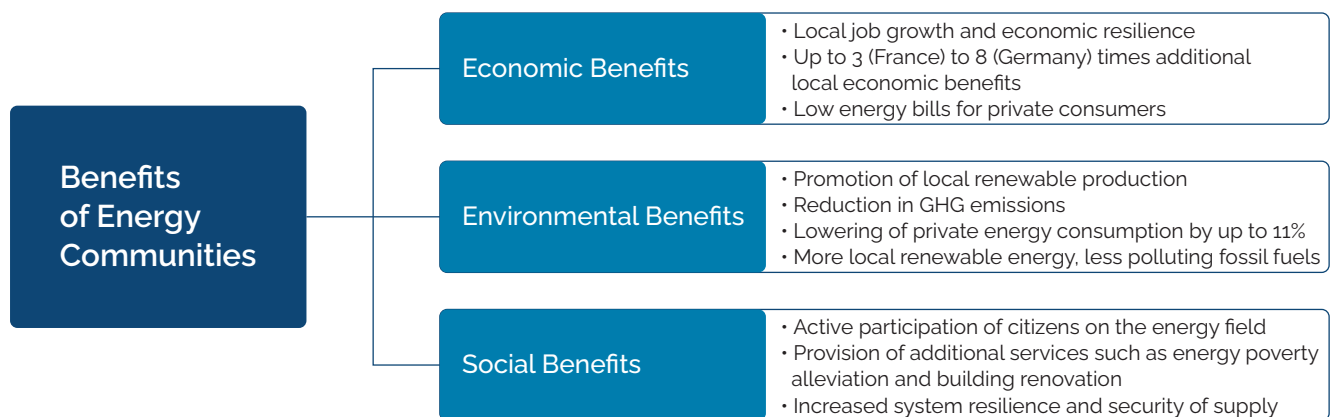 Benefits
of Energy
Communities
Economic Benefits
• Local job growth and economic resilience
• Up to 3 (France) to 8 (Germany) times additional
local economic benefits
• Low energy bills for private consumers
Environmental Benefits
• Promotion of local renewable production
• Reduction in GHG emissions
• Lowering of private energy consumption by up to 11%
• More local renewable energy, less polluting fossil fuels
Social Benefits
• Active participation of citizens on the energy field
• Provision of additional services such as energy poverty
alleviation and building renovation
• Increased system resilience and security of supply